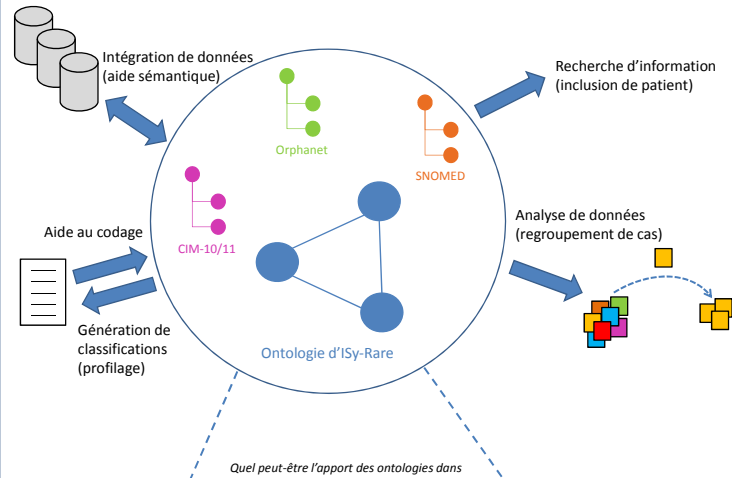 Intégration de données
(aide sémantique)
Recherche d'information
(inclusion de patient)
Orphanet
SNOMED
CIM-10/11
Aide au codage
Analyse de données
(regroupement de cas)
Génération de
classifications
(profilage)
Ontologie d'ISy-Rare
Quel peut-être l'apport des ontologies dans